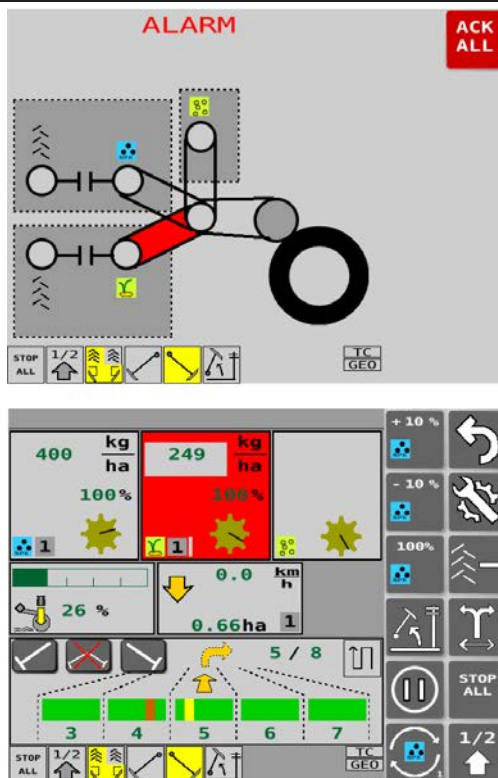 ALARM
ACK
ALL
STOP
ALL
1/2
TC
GEO
400 kg
ha
249 kg
ha
100%
100%
1
1
+10 %
- 10 %
100%
26 %
0.0 km
h
0.66ha 1
5 / 8
3 4 5 6 7
STOP
ALL
1/2
STOP
ALL
1/2
TC
GEO
1